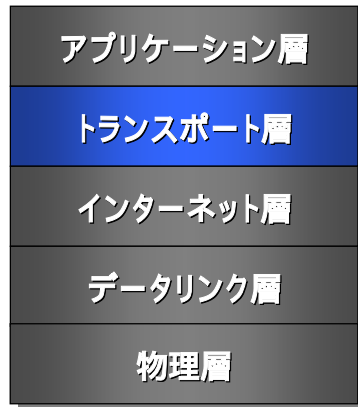 アプリケーション層
トランスポート層
インターネット層
データリンク層
物理層